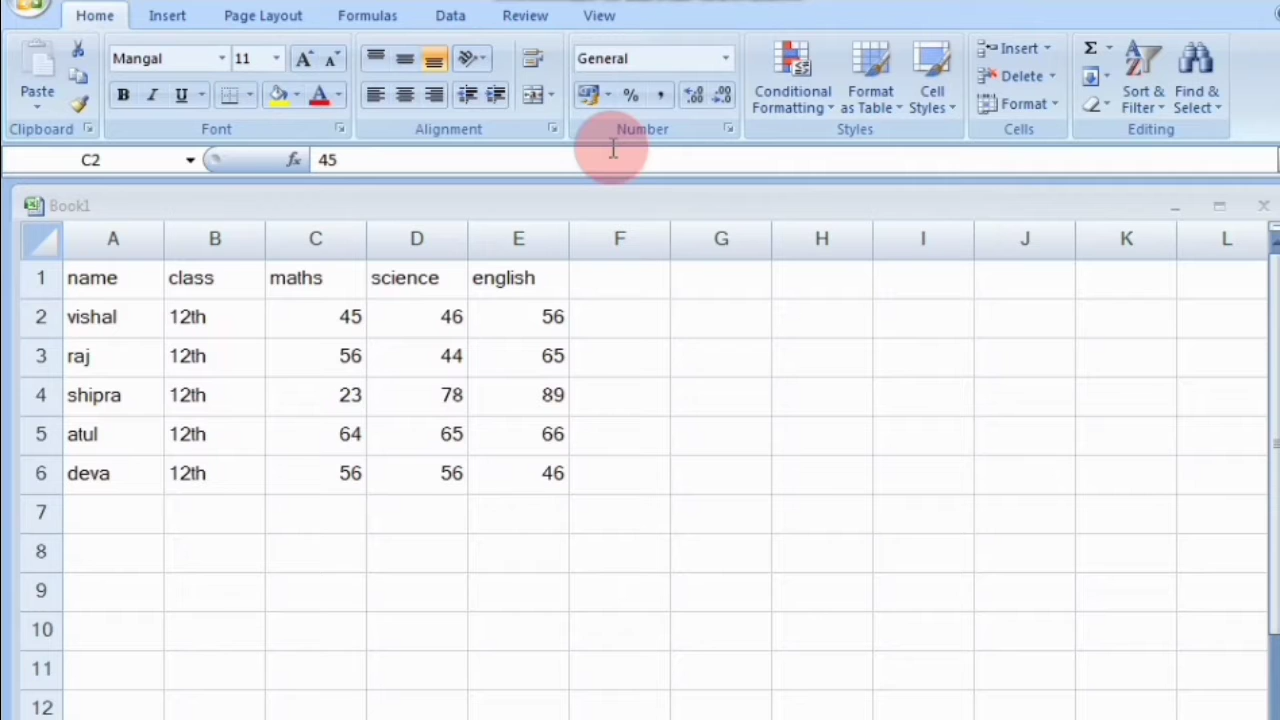 Home Insert Page Layout Formulas Data Review View
Mangal 11 A A General Insert Σ
Paste B I U A % , Conditional Formatting Format as Table Cell Styles Delete Sort & Filter Find & Select
Format
Clipboard Font Alignment Number Styles Cells Editing
C2 fx 45
Book1
A B C D E F G H I J K L
1 name class maths science english
2 vishal 12th 45 46 56
3 raj 12th 56 44 65
4 shipra 12th 23 78 89
5 atul 12th 64 65 66
6 deva 12th 56 56 46
7
8
9
10
11
12